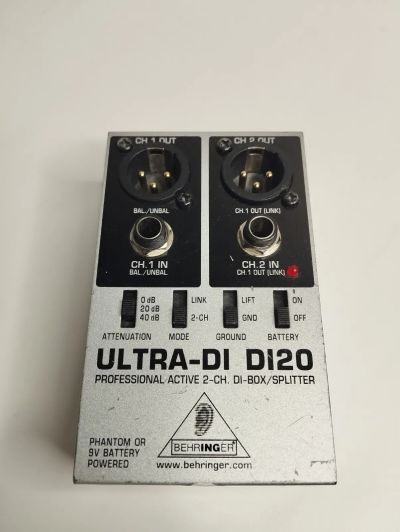 CH 1 OUT
CH 2 OUT
BAL./UNBAL
CH.1 OUT (LINK)
CH.1 IN
BAL./UNBAL
CH.2 IN
CH.1 OUT (LINK)
0 dB
20 dB
40 dB
LINK
2-CH
LIFT
GND
ON
OFF
ATTENUATION
MODE
GROUND
BATTERY
ULTRA-DI DI20
PROFESSIONAL ACTIVE 2-CH. DI-BOX/SPLITTER
BEHRINGER
PHANTOM OR
9V BATTERY
POWERED
www.behringer.com